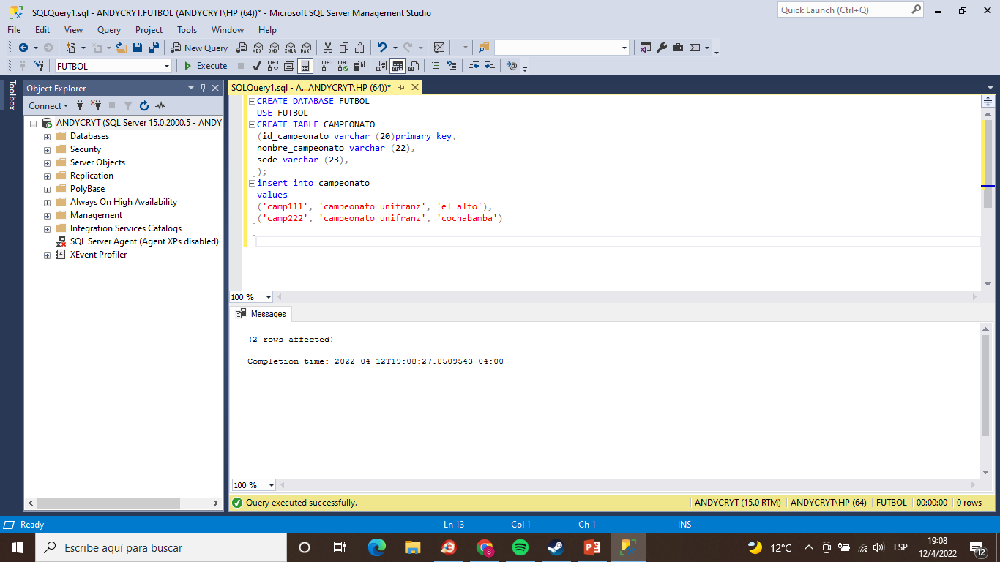 SQLQuery1.sql - ANDYCRYT.FUTBOL (ANDYCRYT\HP (64))* - Microsoft SQL Server Management Studio
Quick Launch (Ctrl+Q)
File Edit View Query Project Tools Window Help
New Query
MDX DMX XMLA DAX
FUTBOL
Execute
Toolbox
Object Explorer
SQLQuery1.sql - A...ANDYCRYT\HP (64))*
Connect
ANDYCRYT (SQL Server 15.0.2000.5 - ANDY
Databases
Security
Server Objects
Replication
PolyBase
Always On High Availability
Management
Integration Services Catalogs
SQL Server Agent (Agent XPs disabled)
XEvent Profiler
CREATE DATABASE FUTBOL
USE FUTBOL
CREATE TABLE CAMPEONATO
(id_campeonato varchar (20)primary key,
nonbre_campeonato varchar (22),
sede varchar (23),
);
insert into campeonato
values
('camp111', 'campeonato unifranz', 'el alto'),
('camp222', 'campeonato unifranz', 'cochabamba')
100 %
Messages
(2 rows affected)
Completion time: 2022-04-12T19:08:27.8509543-04:00
100 %
Query executed successfully.
ANDYCRYT (15.0 RTM) ANDYCRYT\HP (64) FUTBOL 00:00:00 0 rows
Ready
Ln 13 Col 1 Ch 1 INS
Escribe aquí para buscar
12°C
ESP
19:08
12/4/2022
12